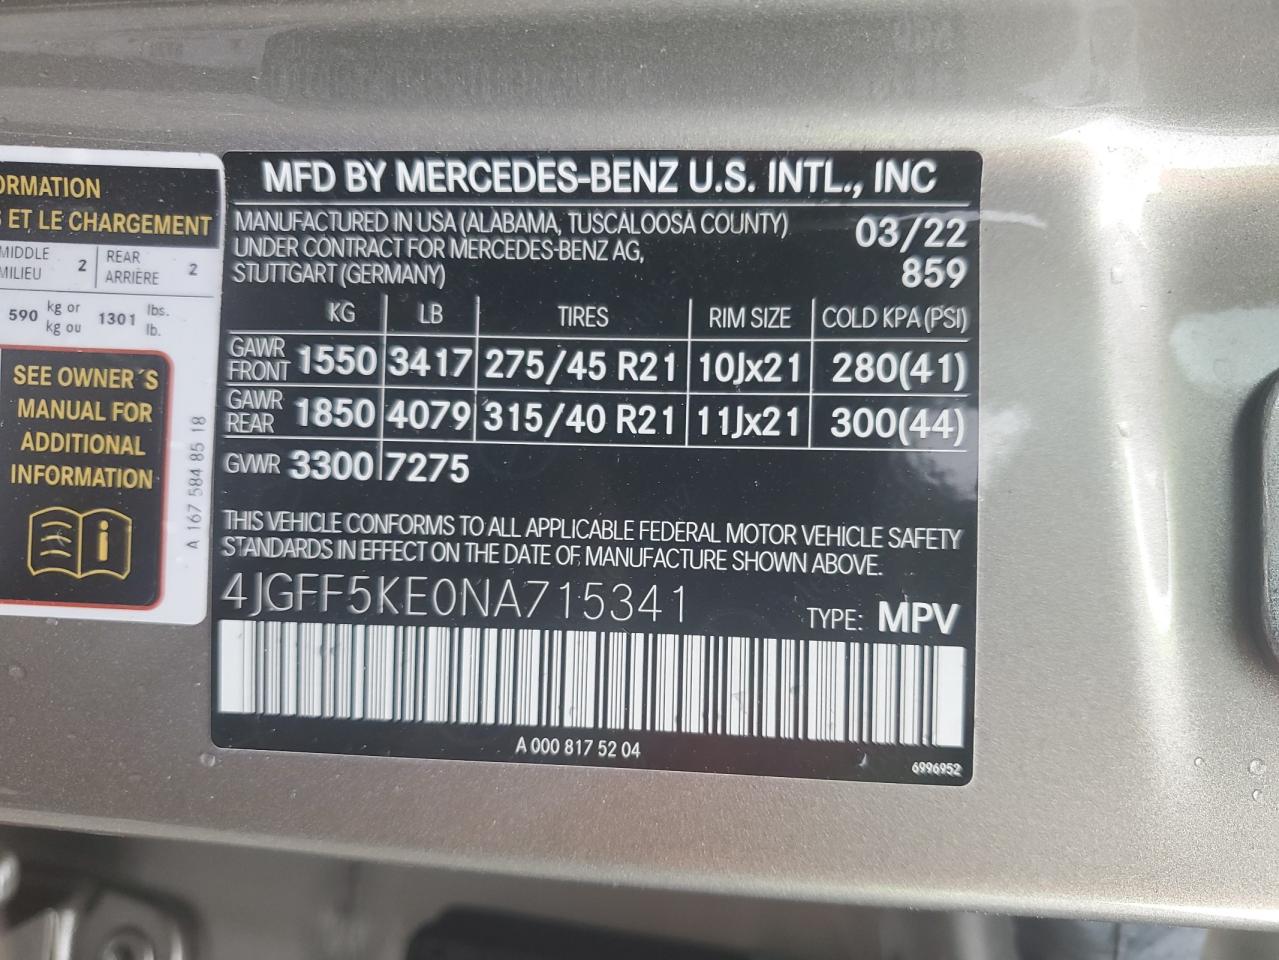 ORMATION
S ET LE CHARGEMENT
MIDDLE
MILIEU 2 REAR
ARRIÈRE 2
590 kg or
kg ou 1301 lbs.
lb.
SEE OWNER´S
MANUAL FOR
ADDITIONAL
INFORMATION
A 167 584 85 18
MFD BY MERCEDES-BENZ U.S. INTL., INC
MANUFACTURED IN USA (ALABAMA, TUSCALOOSA COUNTY) 03/22
UNDER CONTRACT FOR MERCEDES-BENZ AG, 859
STUTTGART (GERMANY)
KG LB TIRES RIM SIZE COLD KPA (PSI)
GAWR FRONT 1550 3417 275/45 R21 10Jx21 280(41)
GAWR REAR 1850 4079 315/40 R21 11Jx21 300(44)
GVWR 3300 7275
THIS VEHICLE CONFORMS TO ALL APPLICABLE FEDERAL MOTOR VEHICLE SAFETY
STANDARDS IN EFFECT ON THE DATE OF MANUFACTURE SHOWN ABOVE.
4JGFF5KE0NA715341 TYPE: MPV
A 000 817 52 04
6996952